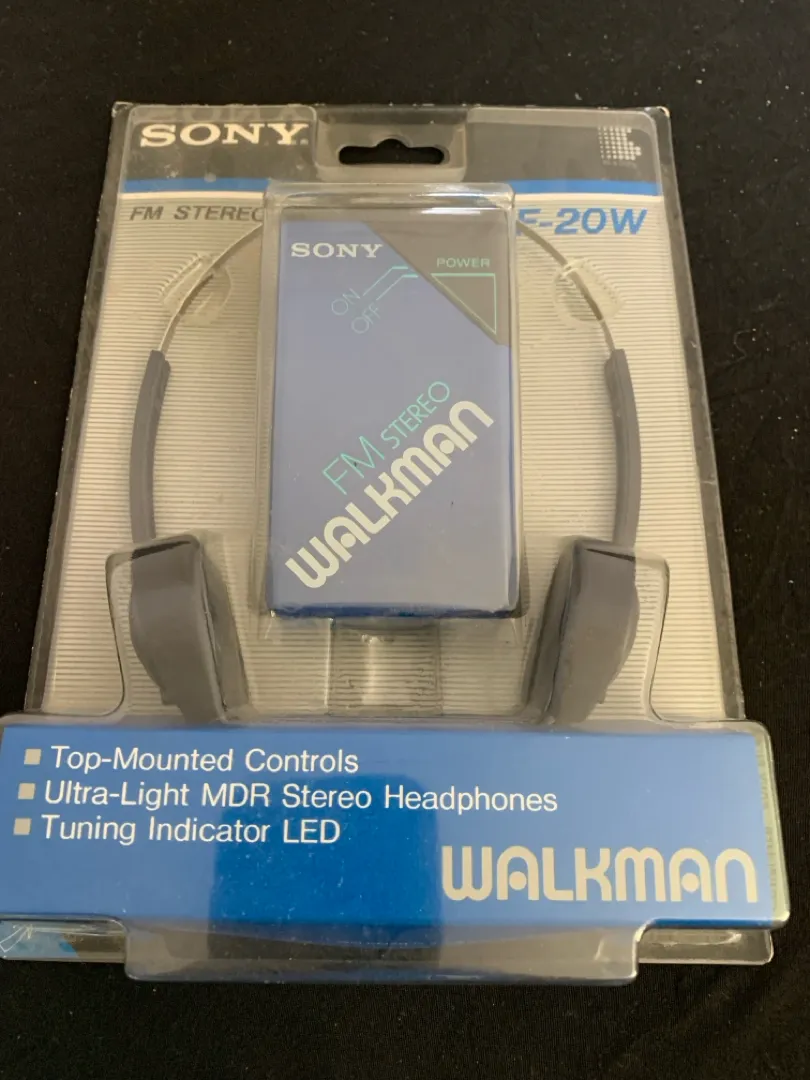 SONY®
FM STEREO
F-20W
SONY
POWER
ON
OFF
FM STEREO
WALKMAN
Top-Mounted Controls
Ultra-Light MDR Stereo Headphones
Tuning Indicator LED
WALKMAN